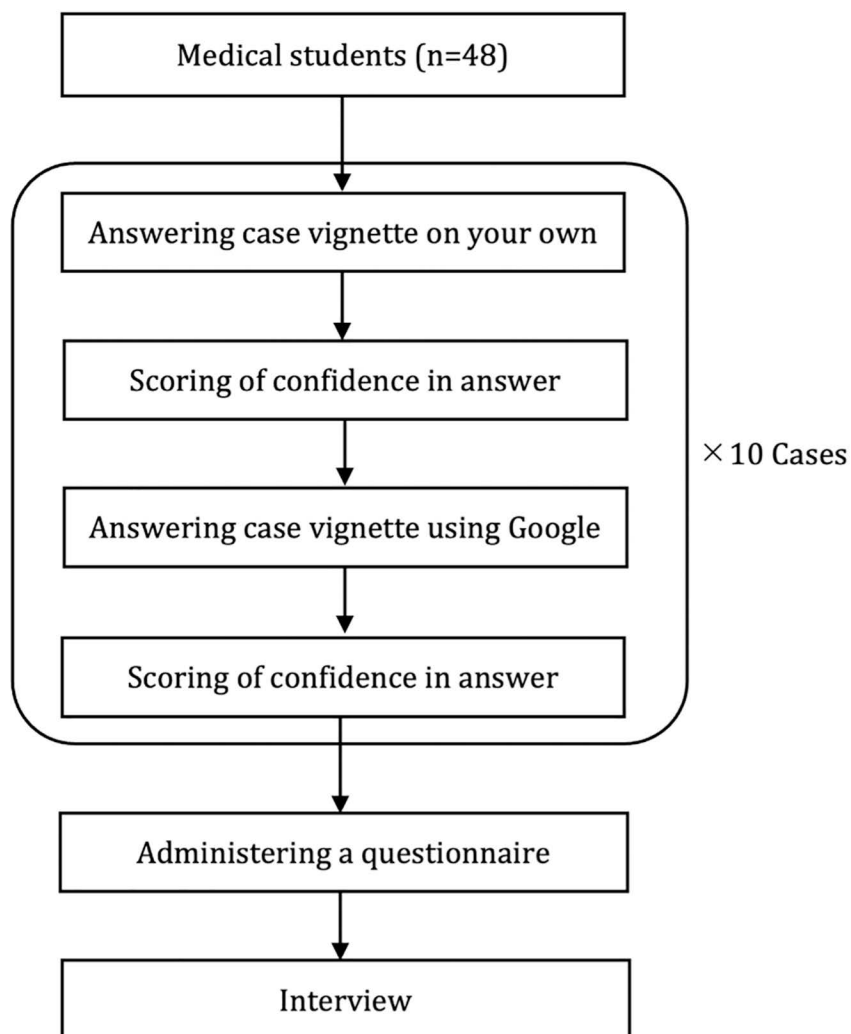 Medical students (n=48)
Answering case vignette on your own
Scoring of confidence in answer
× 10 Cases
Answering case vignette using Google
Scoring of confidence in answer
Administering a questionnaire
Interview